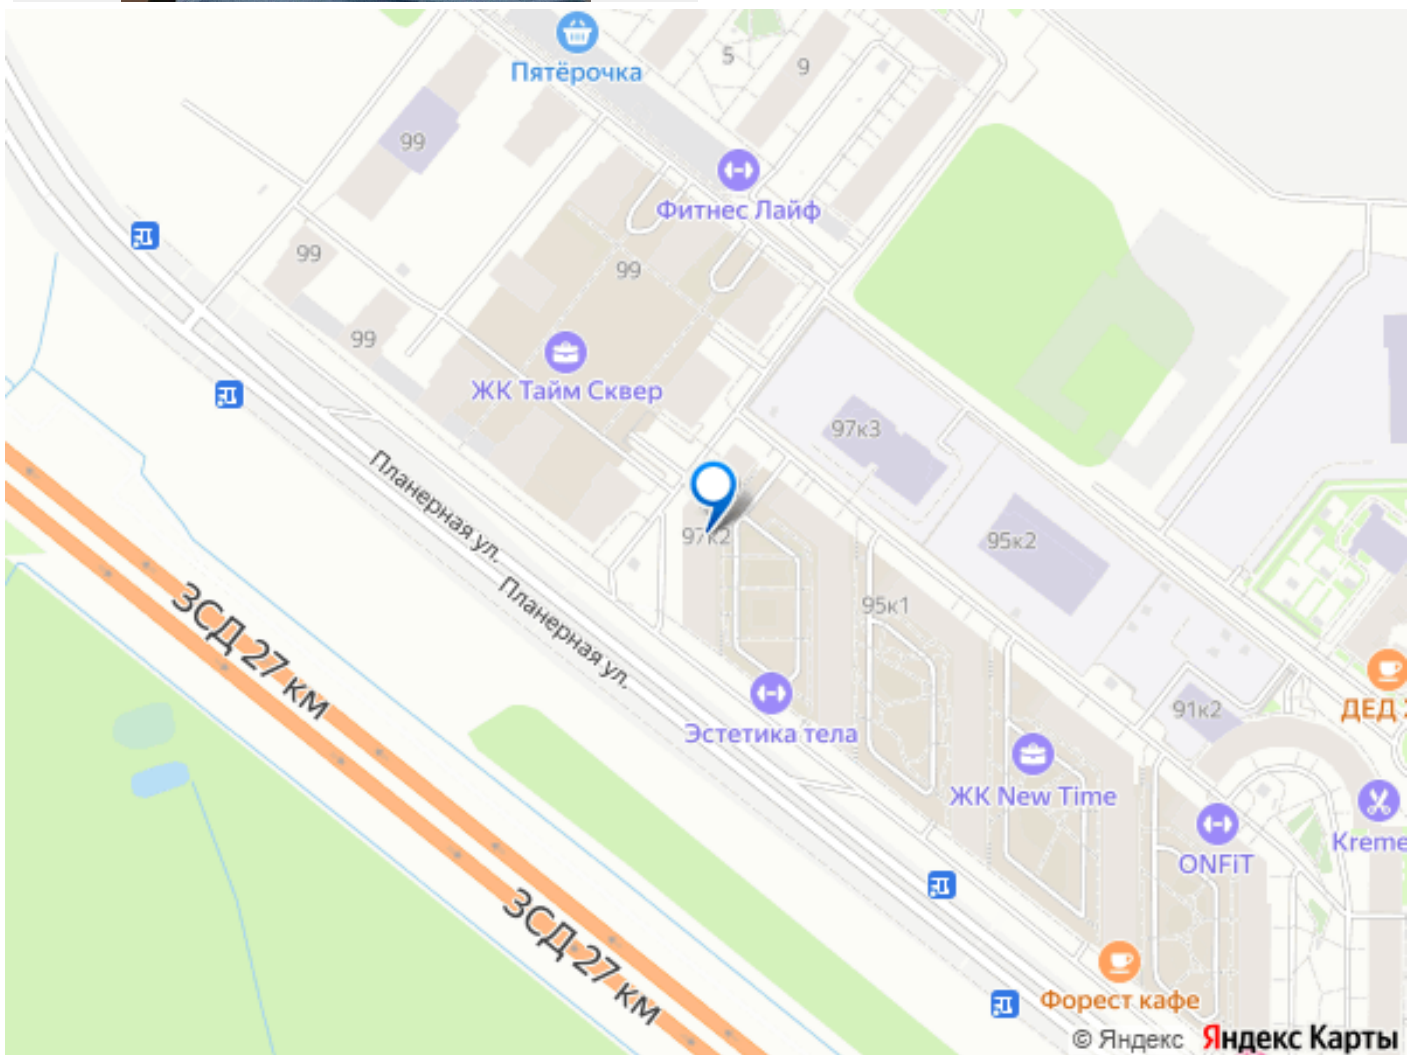 Пятёрочка
5
9
99
Фитнес Лайф
99
99
99
ЖК Тайм Сквер
97к3
Планерная ул.
97к2
95к2
Планерная ул.
95к1
ЗСД 27 км
ДЕД
91к2
Эстетика тела
ЖК New Time
Kreme
ONFiT
ЗСД 27 км
Форест кафе
© Яндекс Яндекс Карты